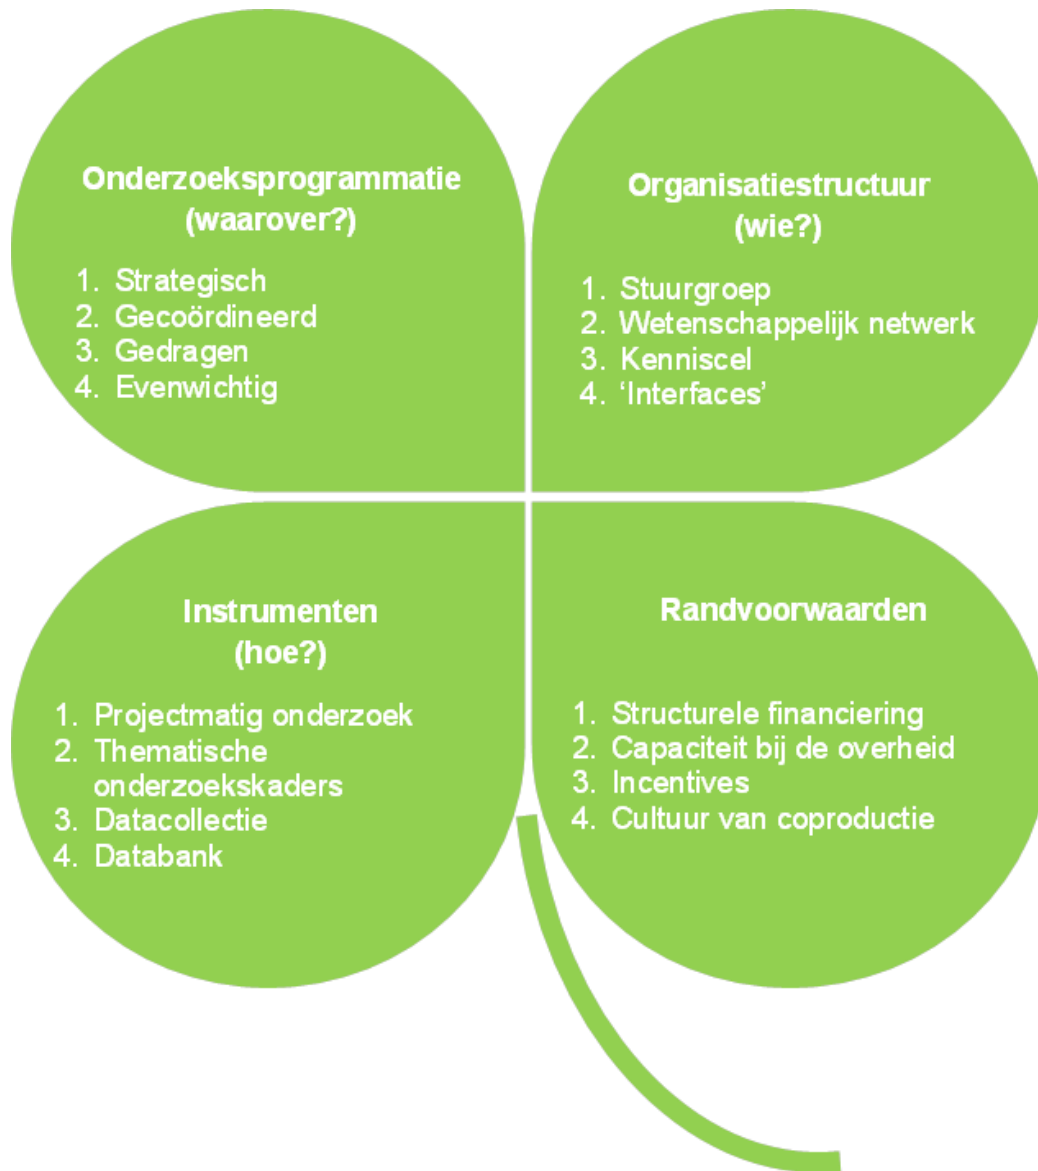 Onderzoeksprogrammatie
(waarover?)
1. Strategisch
2. Gecoördineerd
3. Gedragen
4. Evenwichtig
Organisatiestructuur
(wie?)
1. Stuurgroep
2. Wetenschappelijk netwerk
3. Kenniscel
4. ‘Interfaces’
Instrumenten
(hoe?)
1. Projectmatig onderzoek
2. Thematische
onderzoekskaders
3. Datacollectie
4. Databank
Randvoorwaarden
1. Structurele financiering
2. Capaciteit bij de overheid
3. Incentives
4. Cultuur van coproductie